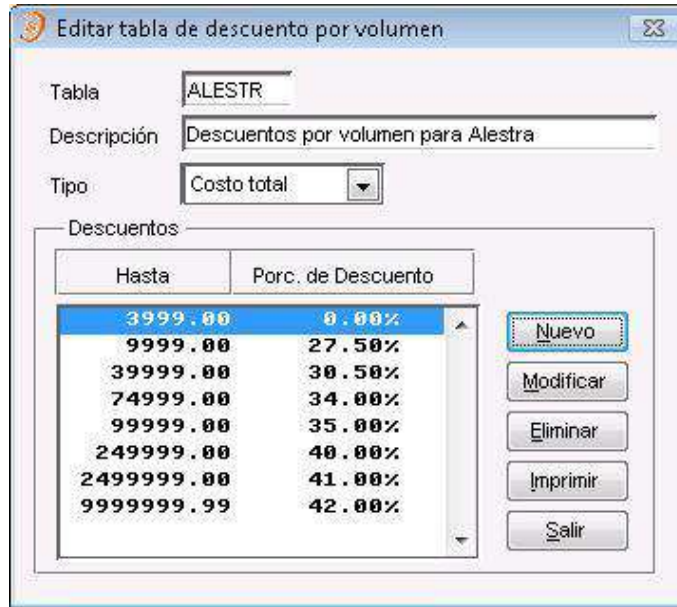 Editar tabla de descuento por volumen
Tabla ALESTR
Descripción Descuentos por volumen para Alestra
Tipo Costo total
Descuentos
Hasta Porc. de Descuento
3999.00 0.00%
9999.00 27.50%
39999.00 30.50%
74999.00 34.00%
99999.00 35.00%
249999.00 40.00%
2499999.00 41.00%
9999999.99 42.00%
Nuevo
Modificar
Eliminar
Imprimir
Salir